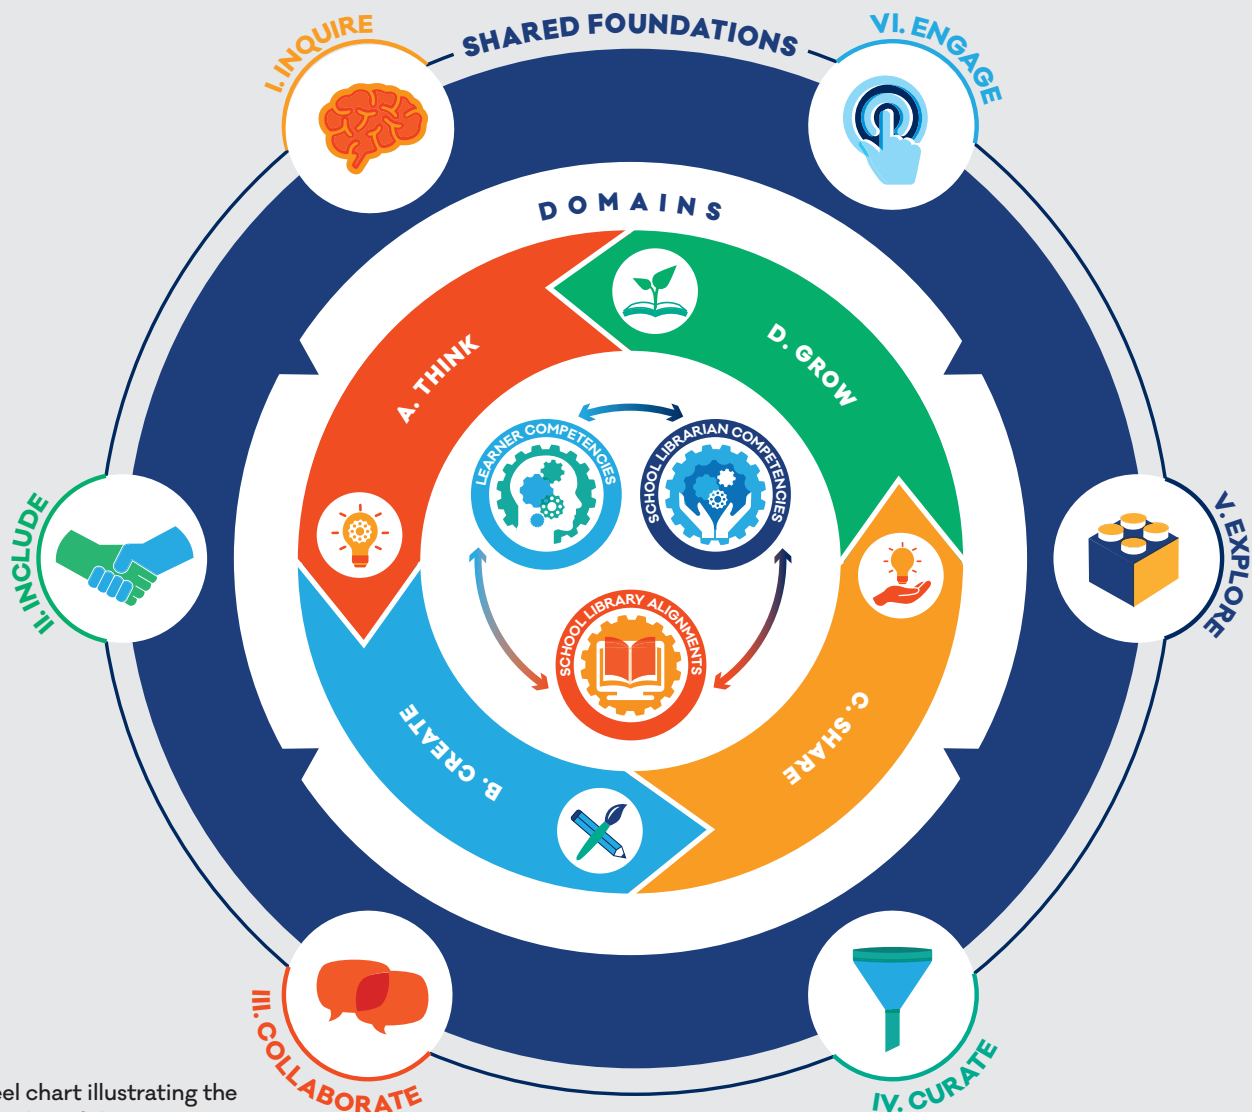 SHARED FOUNDATIONS
I. INQUIRE
VI. ENGAGE
DOMAINS
A. THINK
D. GROW
LEARNER COMPETENCIES
SCHOOL LIBRARIAN COMPETENCIES
II. INCLUDE
V. EXPLORE
SCHOOL LIBRARY ALIGNMENTS
B. CREATE
C. SHARE
III. COLLABORATE
IV. CURATE
chart illustrating the